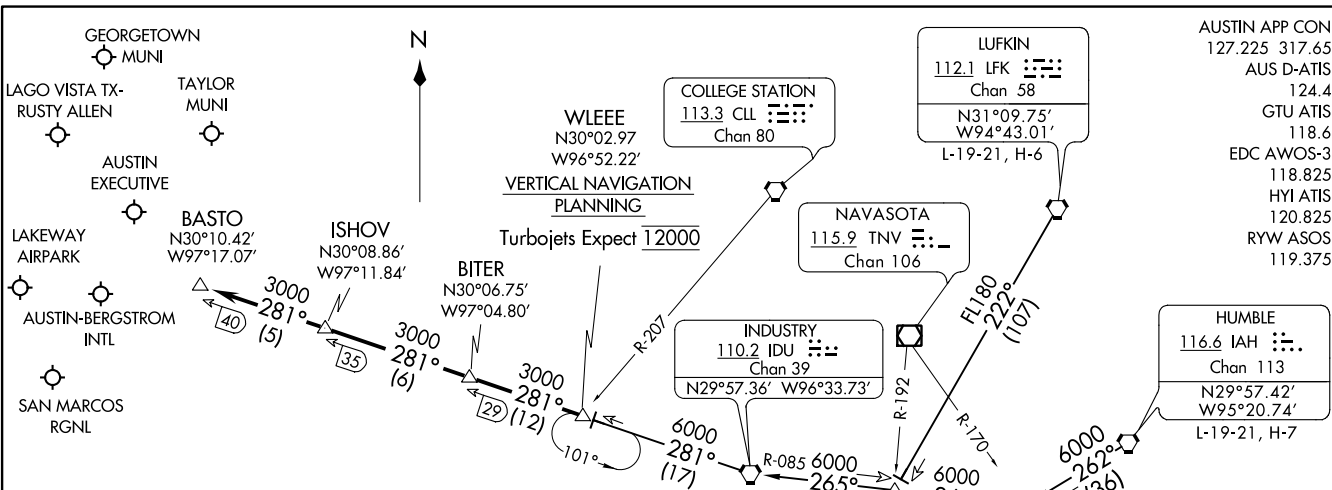 GEORGETOWN
MUNI
N
LAGO VISTA TX-
RUSTY ALLEN
TAYLOR
MUNI
AUSTIN
EXECUTIVE
LAKEWAY
AIRPARK
AUSTIN-BERGSTROM
INTL
SAN MARCOS
RGNL
BASTO
N30°10.42'
W97°17.07'
ISHOV
N30°08.86'
W97°11.84'
BITER
N30°06.75'
W97°04.80'
WLEEE
N30°02.97
W96°52.22'
VERTICAL NAVIGATION
PLANNING
Turbojets Expect 12000
COLLEGE STATION
113.3 CLL
Chan 80
LUFKIN
112.1 LFK
Chan 58
N31°09.75'
W94°43.01'
L-19-21, H-6
NAVASOTA
115.9 TNV
Chan 106
INDUSTRY
110.2 IDU
Chan 39
N29°57.36' W96°33.73'
HUMBLE
116.6 IAH
Chan 113
N29°57.42'
W95°20.74'
L-19-21, H-7
AUSTIN APP CON
127.225 317.65
AUS D-ATIS
124.4
GTU ATIS
118.6
EDC AWOS-3
118.825
HYI ATIS
120.825
RYW ASOS
119.375
3000
281°
(5)
40
3000
281°
(6)
35
3000
281°
(12)
29
101°
6000
281°
(17)
R-207
R-085
6000
265°
R-192
R-170
FL180
222°
(107)
6000
6000
262°
(36)